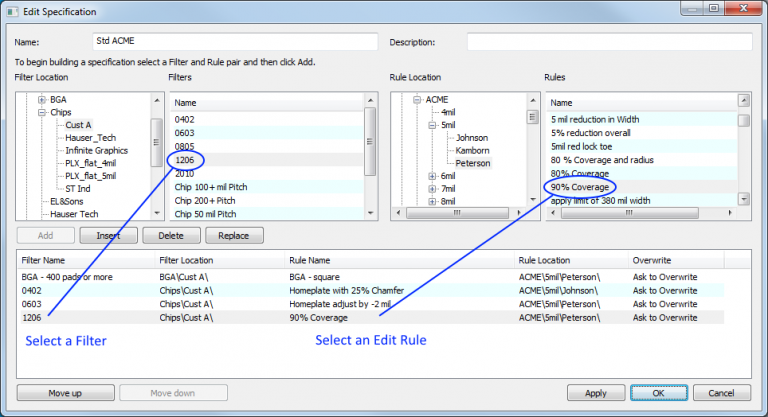 Edit Specification
Name: Std ACME Description:
To begin building a specification select a Filter and Rule pair and then click Add.
Filter Location Filters Rule Location Rules
BGA
Chips
Cust A
Hauser_Tech
Infinite Graphics
PLX_flat_4mil
PLX_flat_5mil
ST Ind
EL&Sons
Hauser Tech
Name
0402
0603
0805
1206
2010
Chip 100+ mil Pitch
Chip 200+ Pitch
Chip 50 mil Pitch
ACME
4mil
5mil
Johnson
Kamborn
Peterson
6mil
7mil
8mil
Name
5 mil reduction in Width
5% reduction overall
5mil red lock toe
80 % Coverage and radius
80% Coverage
90% Coverage
apply limit of 380 mil width
Add Insert Delete Replace
Filter Name Filter Location Rule Name Rule Location Overwrite
BGA - 400 pads or more BGA\Cust A\ BGA - square ACME\5mil\Peterson\ Ask to Overwrite
0402 Chips\Cust A\ Homeplate with 25% Chamfer ACME\5mil\Johnson\ Ask to Overwrite
0603 Chips\Cust A\ Homeplate adjust by -2 mil ACME\5mil\Peterson\ Ask to Overwrite
1206 Chips\Cust A\ 90% Coverage ACME\5mil\Peterson\ Ask to Overwrite
Select a Filter Select an Edit Rule
Move up Move down Apply OK Cancel